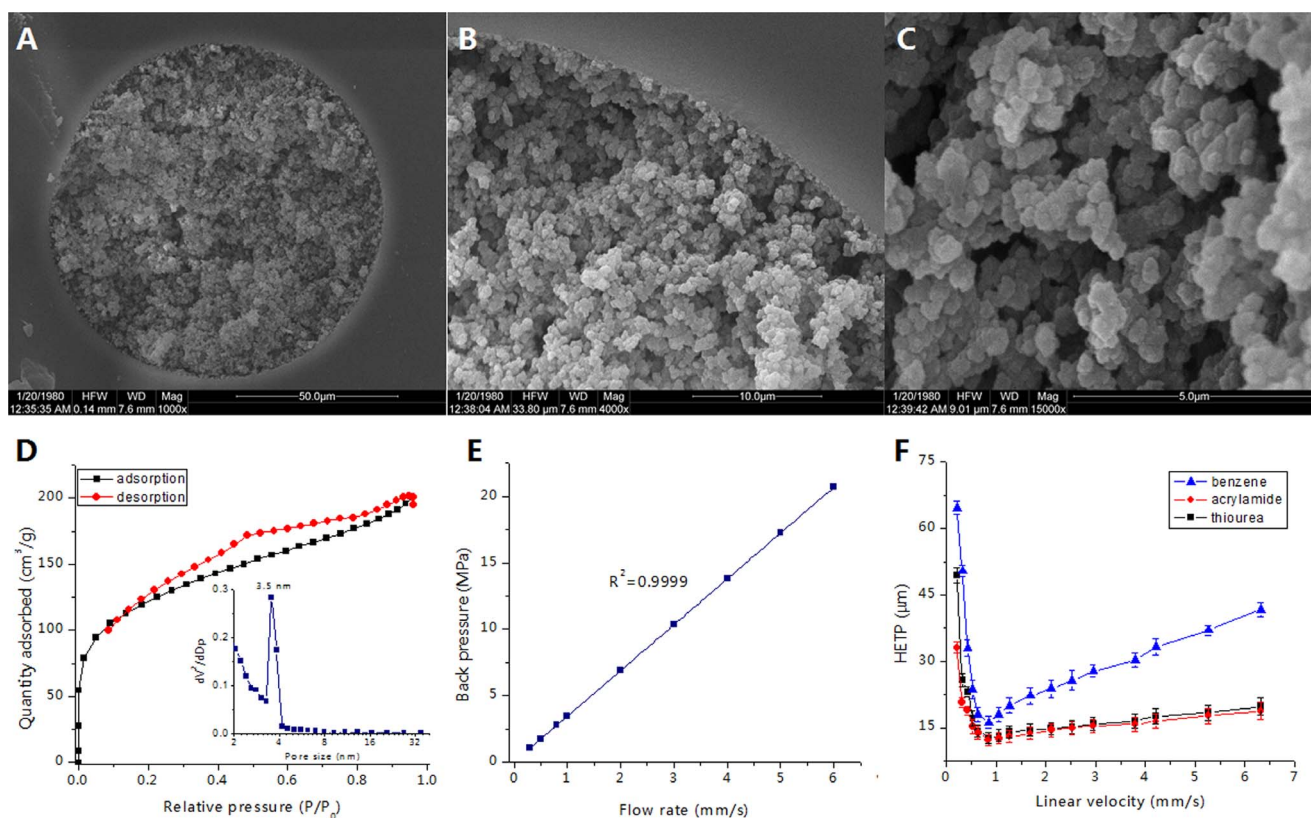 A
B
C
1/20/1980 HFW WD Mag
12:35:35 AM 0.14 mm 7.6 mm 1000x
50.0µm
1/20/1980 HFW WD Mag
12:38:04 AM 33.80 µm 7.6 mm 4000x
10.0µm
1/20/1980 HFW WD Mag
12:39:42 AM 9.01 µm 7.6 mm 15000x
5.0µm
D
adsorption
desorption
200
150
100
50
0
0.0 0.2 0.4 0.6 0.8 1.0
Quantity adsorbed (cm³/g)
Relative pressure (P/P₀)
3.5 nm
0.3
0.2
0.1
0.0
2 4 8 16 32
dV²/dDp
Pore size (nm)
E
20
15
10
5
0
0 1 2 3 4 5 6
R²=0.9999
Back pressure (MPa)
Flow rate (mm/s)
F
benzene
acrylamide
thiourea
75
60
45
30
15
0 1 2 3 4 5 6 7
HETP (µm)
Linear velocity (mm/s)